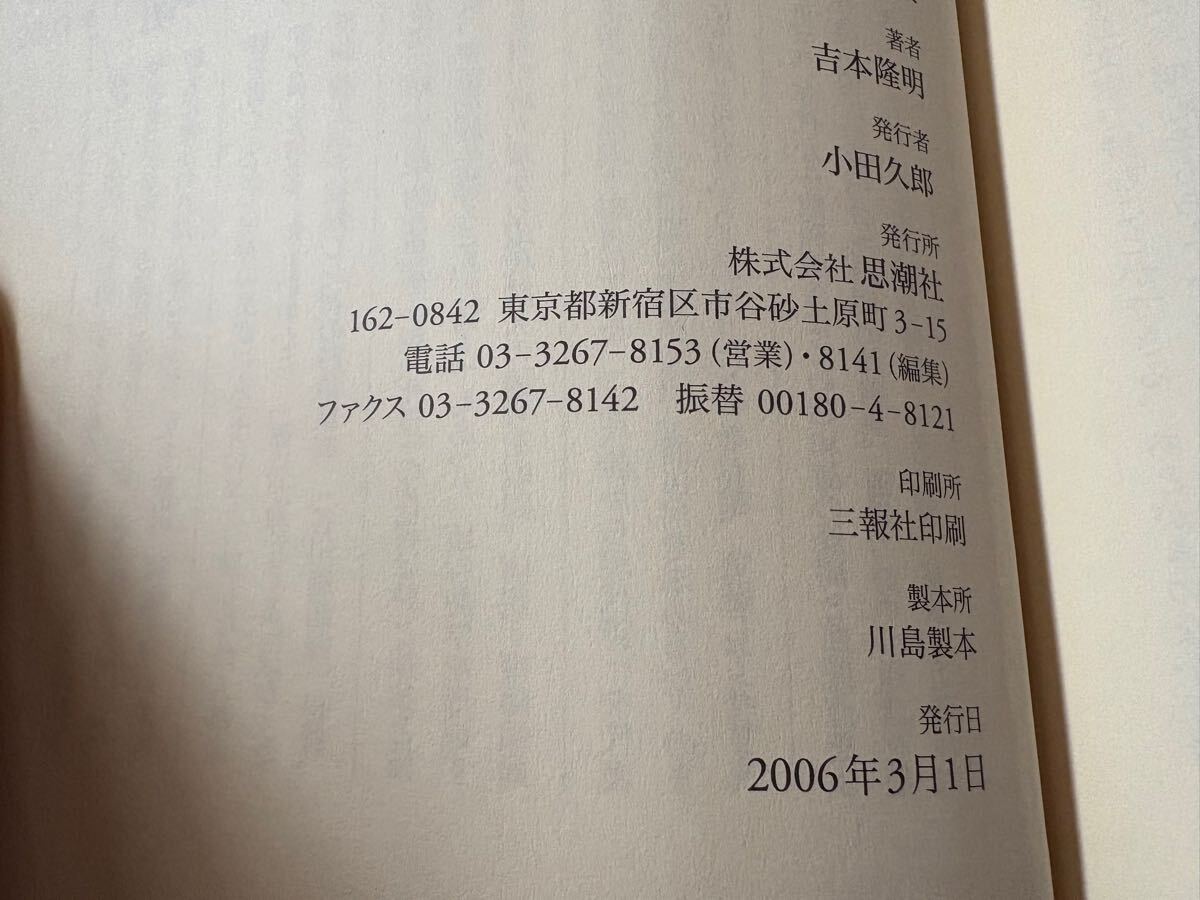 著者
吉本隆明
発行者
小田久郎
発行所
株式会社 思潮社
162-0842 東京都新宿区市谷砂土原町3-15
電話 03-3267-8153(営業)・8141(編集)
ファクス 03-3267-8142 振替 00180-4-8121
印刷所
三報社印刷
製本所
川島製本
発行日
2006年3月1日